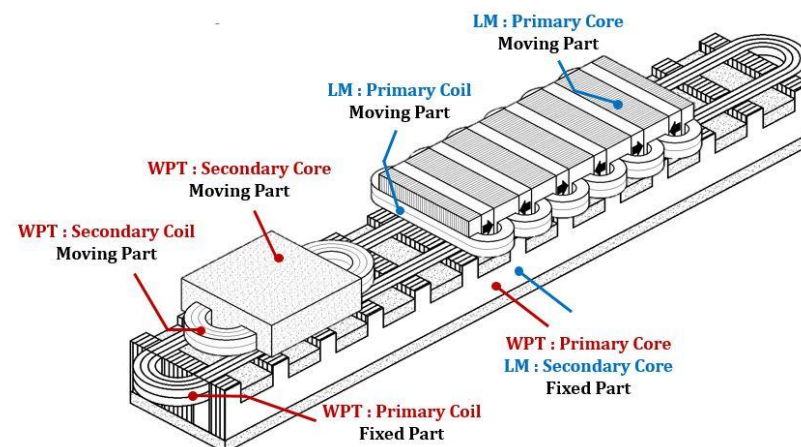 LM : Primary Core
Moving Part
LM : Primary Coil
Moving Part
WPT : Secondary Core
Moving Part
WPT : Secondary Coil
Moving Part
WPT : Primary Core
LM : Secondary Core
Fixed Part
WPT : Primary Coil
Fixed Part